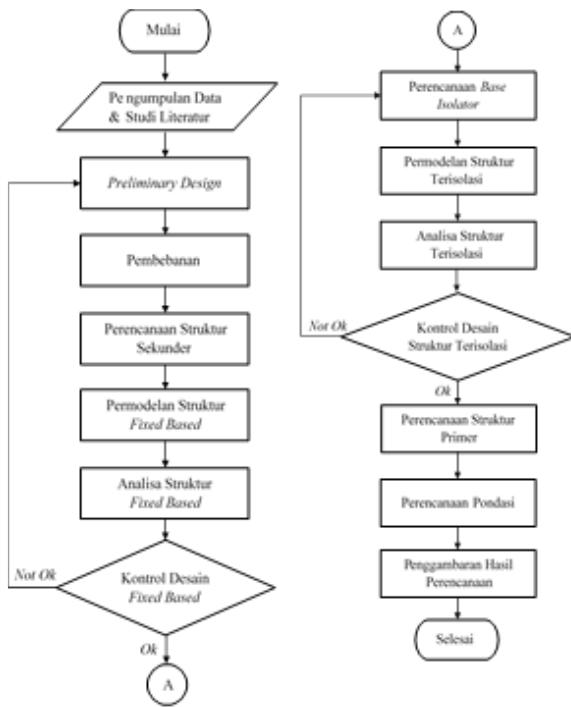 Mulai
Pengumpulan Data
& Studi Literatur
Preliminary Design
Pembebanan
Perencanaan Struktur
Sekunder
Permodelan Struktur
Fixed Based
Analisa Struktur
Fixed Based
Not Ok
Kontrol Desain
Fixed Based
Ok
A
A
Perencanaan Base
Isolator
Permodelan Struktur
Terisolasi
Analisa Struktur
Terisolasi
Not Ok
Kontrol Desain
Struktur Terisolasi
Ok
Perencanaan Struktur
Primer
Perencanaan Pondasi
Penggambaran Hasil
Perencanaan
Selesai